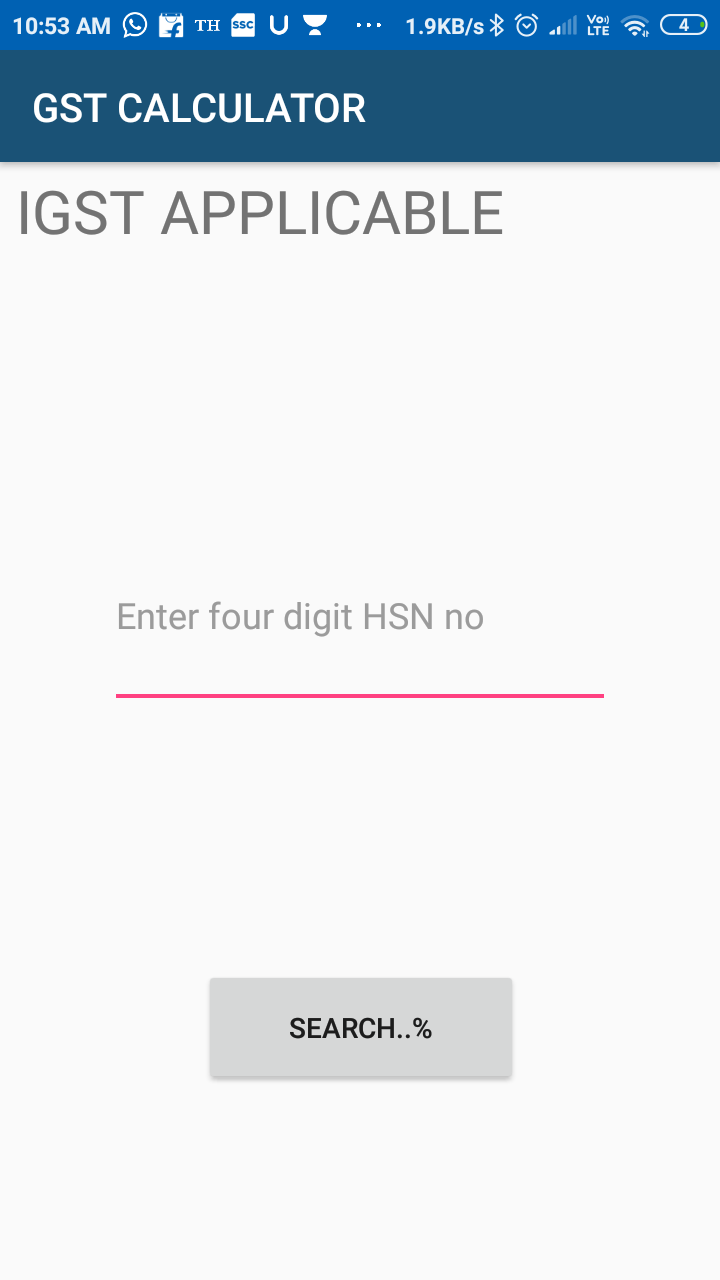 10:53 AM TH SSC U ... 1.9KB/s Vo) LTE 4
GST CALCULATOR
IGST APPLICABLE
Enter four digit HSN no
SEARCH..%